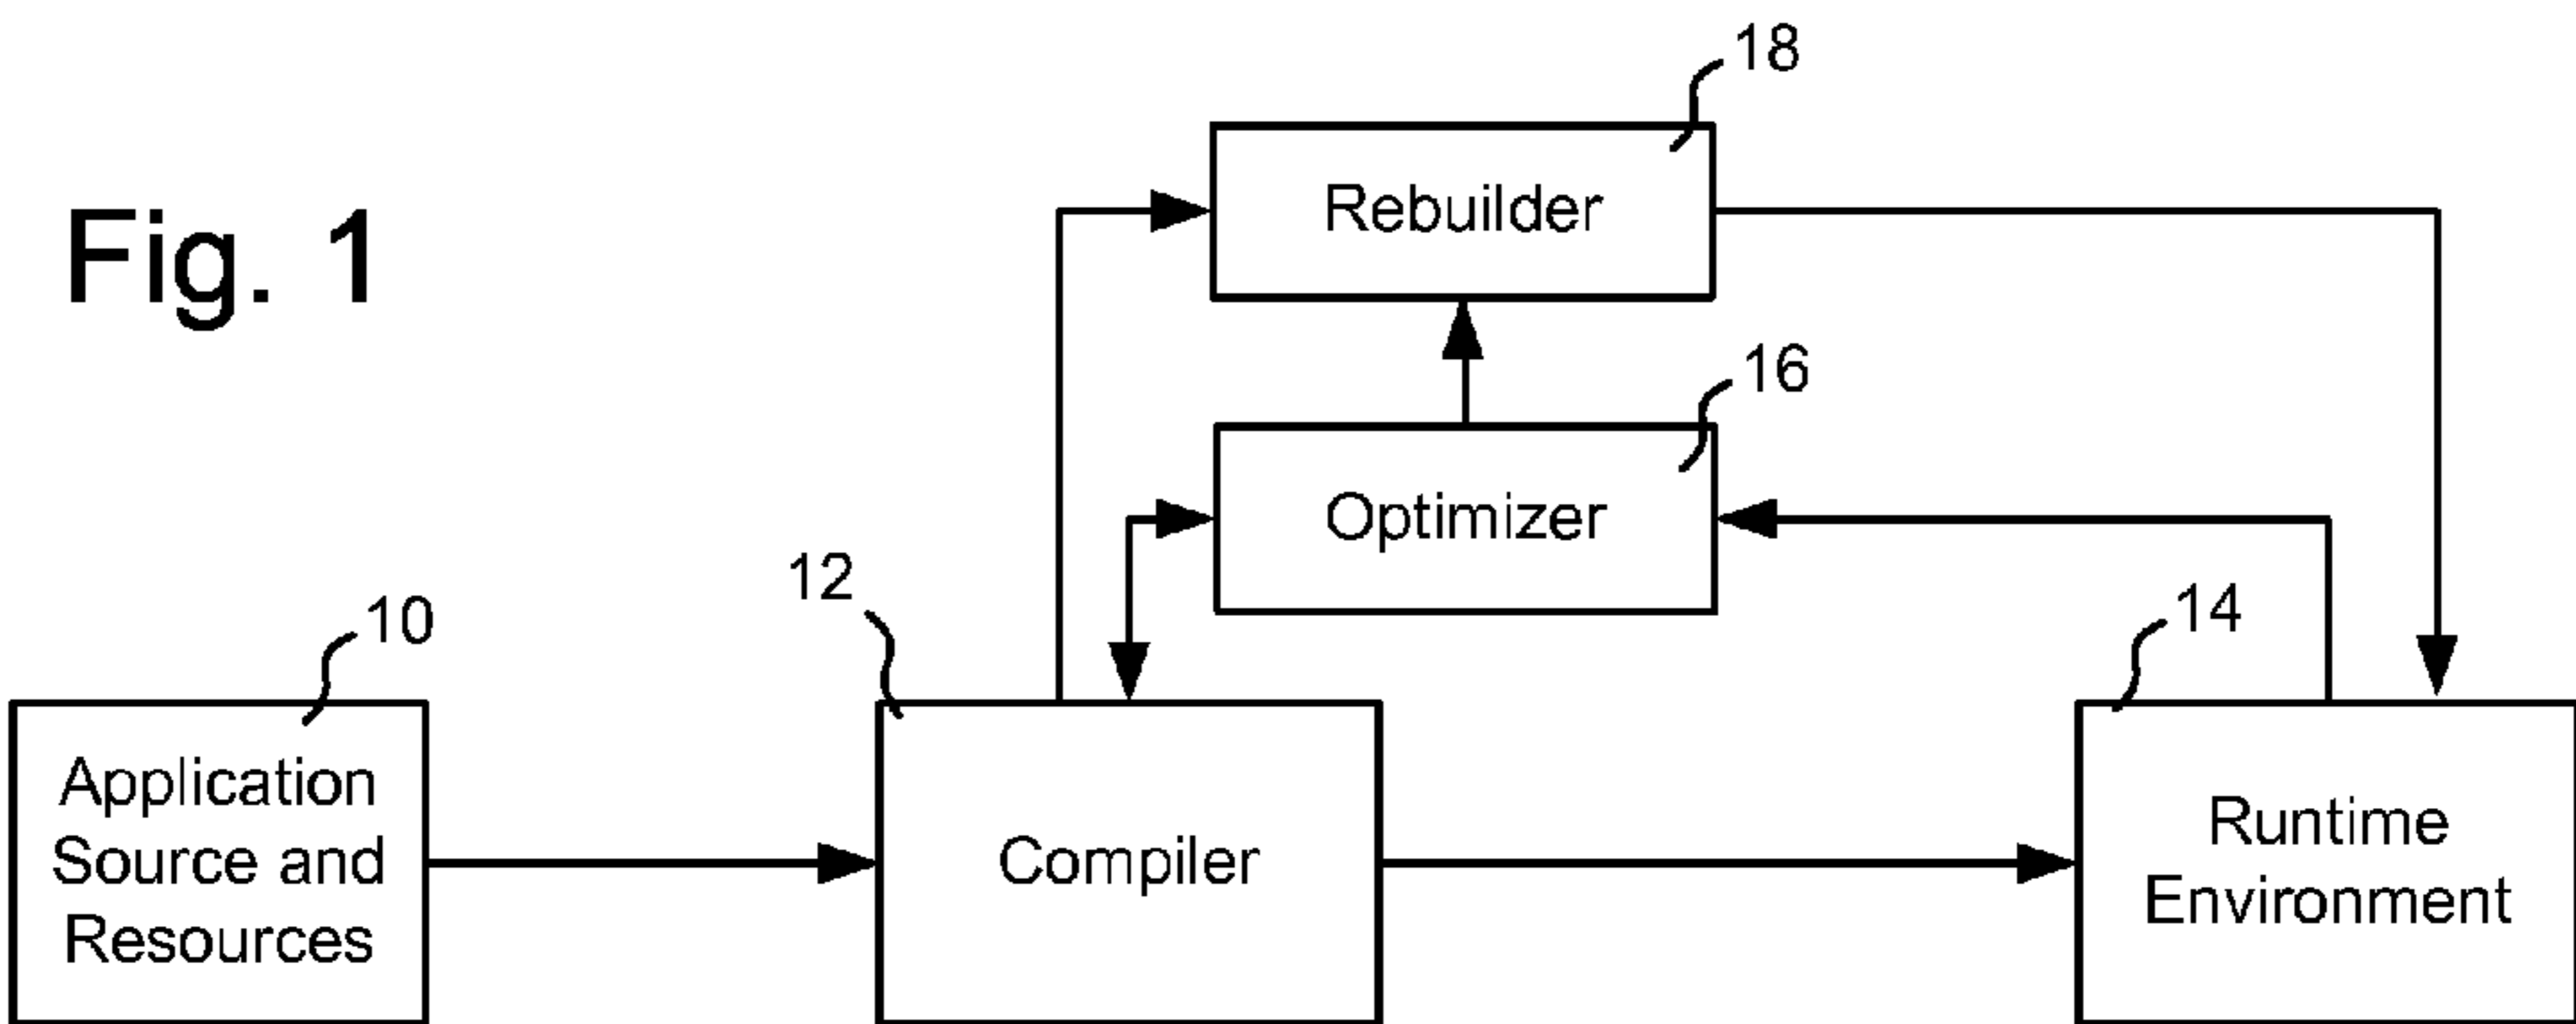 Fig. 1
18
Rebuilder
16
Optimizer
12
10
14
Application
Source and
Resources
Compiler
Runtime
Environment